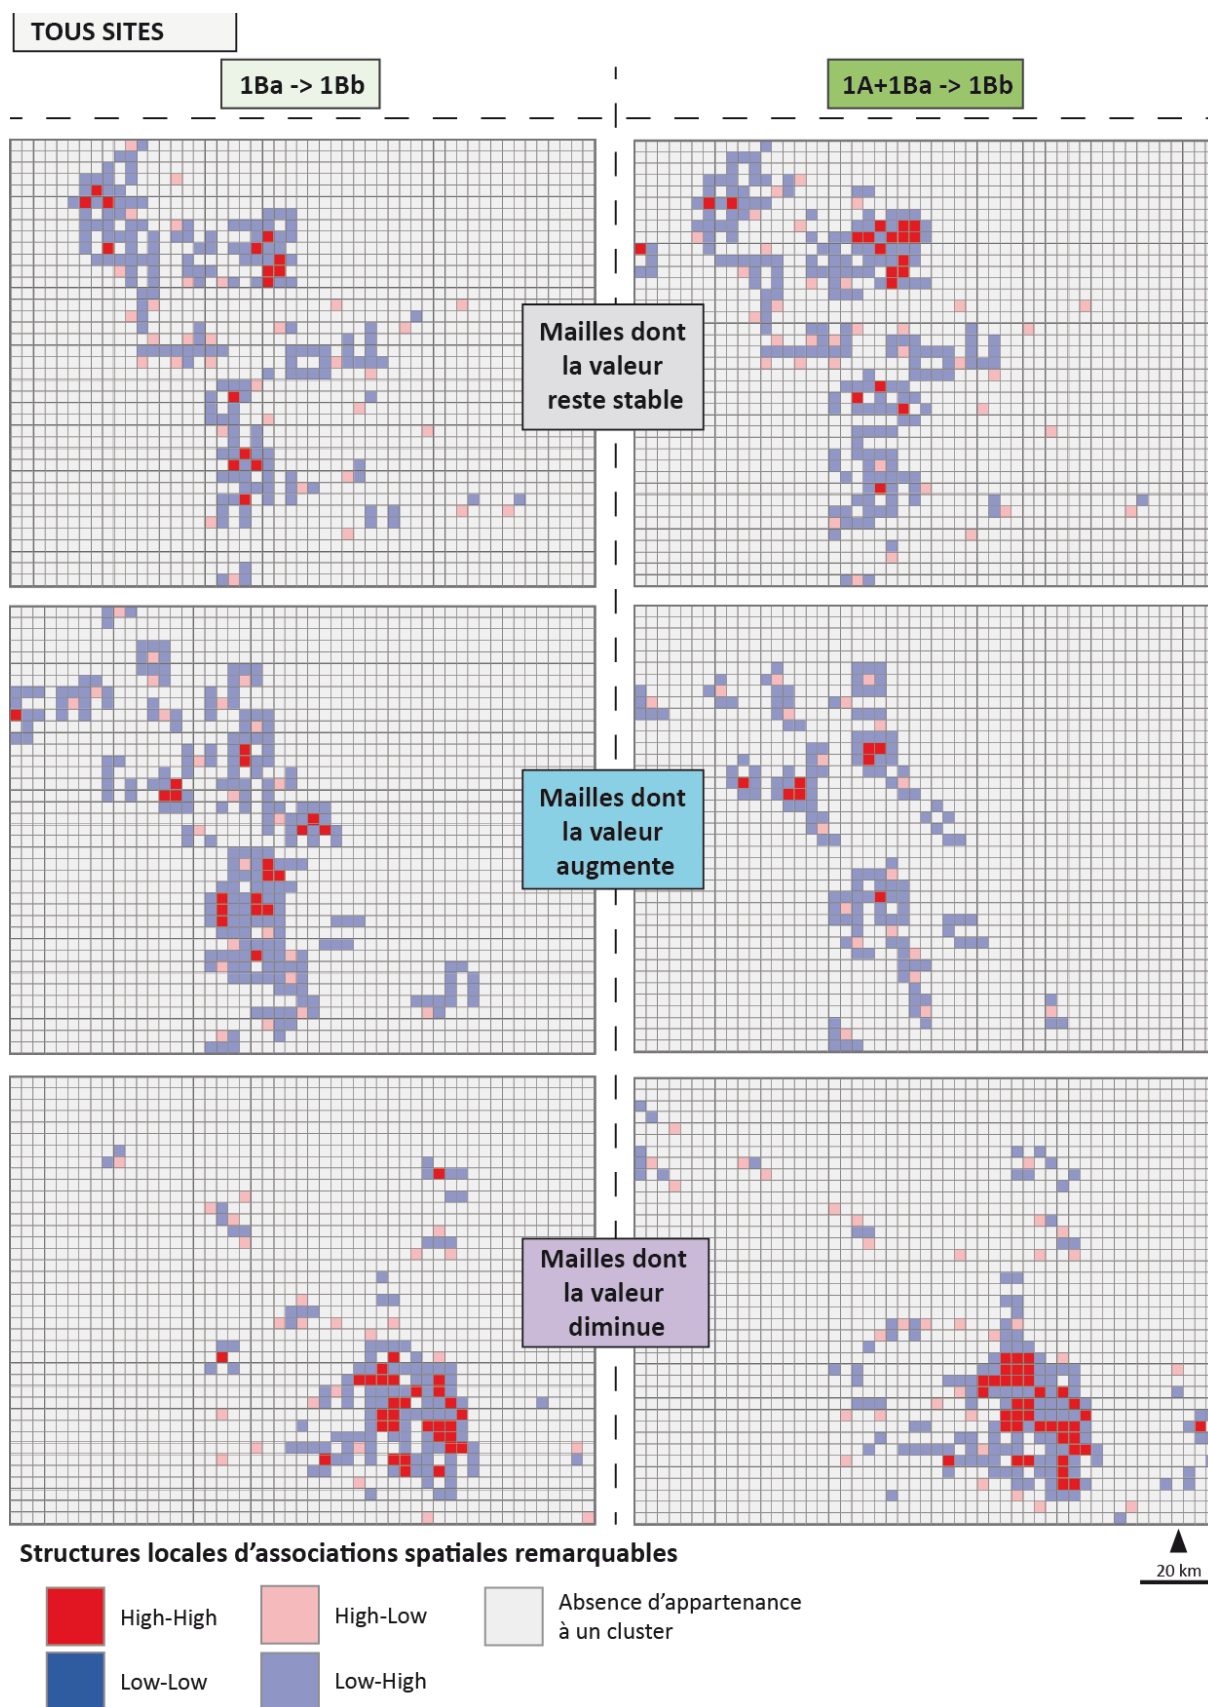 TOUS SITES
1Ba -> 1Bb
1A+1Ba -> 1Bb
Mailles dont
la valeur
reste stable
Mailles dont
la valeur
augmente
Mailles dont
la valeur
diminue
Structures locales d'associations spatiales remarquables
20 km
High-High
High-Low
Absence d'appartenance
à un cluster
Low-Low
Low-High